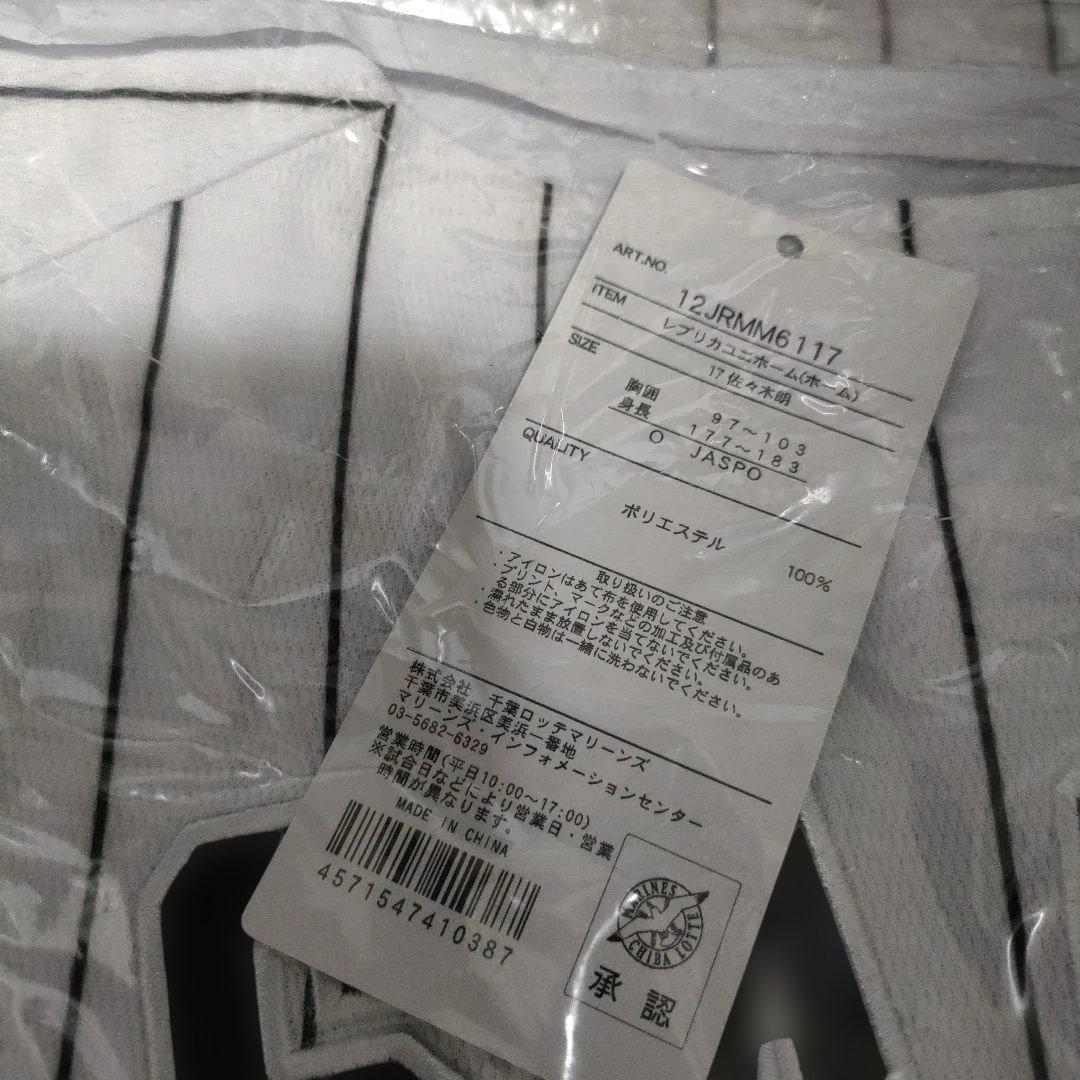 ART.NO.
12JRMM6117
ITEM
レプリカユニホーム(ホーム)
17 佐々木朗
SIZE
胸囲 97～103
身長 177～183
O JASPO
QUALITY
ポリエステル 100%
取り扱いのご注意
・アイロンはあて布を使用してください。
・プリント、マークなどの加工及び付属品のあ
る部分にアイロンを当てないでください。
・濡れたまま放置しないでください。
・色物と白物は一緒に洗わないでください。
株式会社 千葉ロッテマリーンズ
千葉市美浜区美浜一番地
マリーンズ・インフォメーションセンター
03-5682-6329
営業時間(平日10:00～17:00)
※試合日などにより営業日・営業
時間が異なります。
MADE IN CHINA
4571547410387
MARINES
CHIBA LOTTE
承認